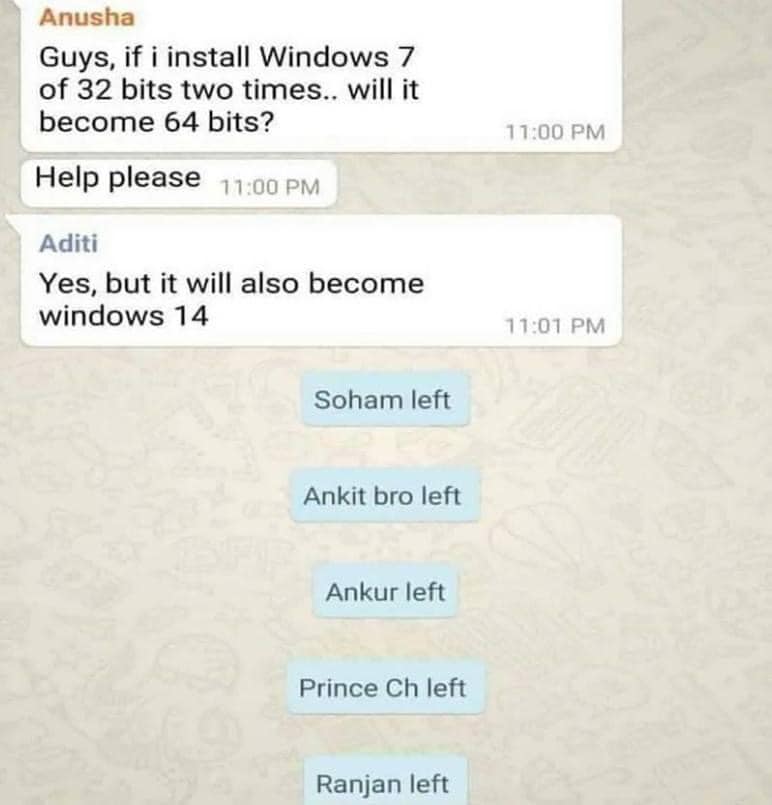 Anusha
Guys, if i install Windows 7
of 32 bits two times.. will it
become 64 bits?
11:00 PM
Help please 11:00 PM
Aditi
Yes, but it will also become
windows 14
11:01 PM
Soham left
Ankit bro left
Ankur left
Prince Ch left
Ranjan left